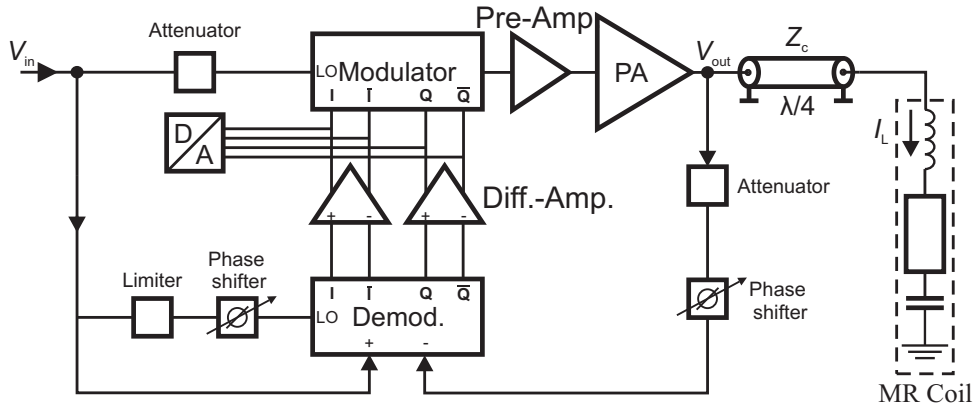 Pre-Amp
Attenuator
V_in
LO Modulator
I Ī Q Q̄
PA
V_out
Z_c
λ/4
D
A
I_L
Attenuator
Diff.-Amp.
+ - + -
Limiter
Phase
shifter
I Ī Q Q̄
LO
Demod.
+ -
Phase
shifter
MR Coil